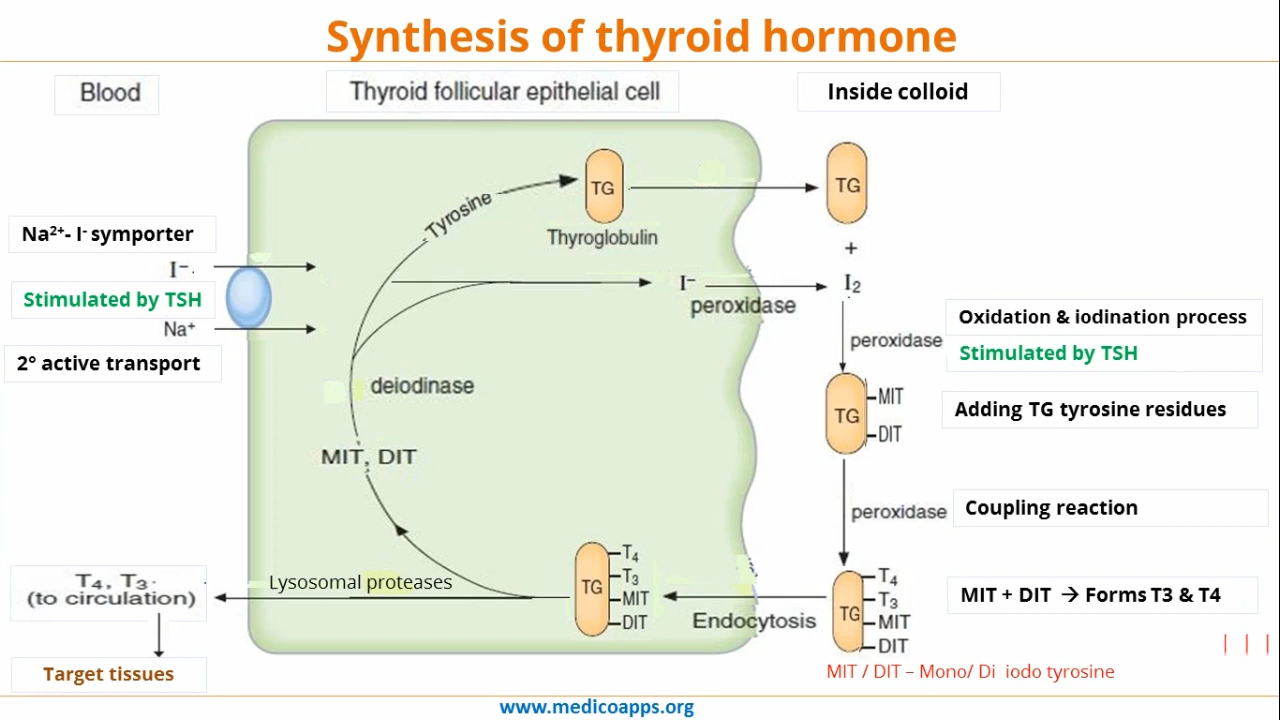 Synthesis of thyroid hormone
Blood
Thyroid follicular epithelial cell
Inside colloid
TG
TG
Tyrosine
Thyroglobulin
Na²⁺- I⁻ symporter
+
I⁻.
I⁻
I₂
peroxidase
Stimulated by TSH
Na⁺
2° active transport
Oxidation & iodination process
peroxidase
Stimulated by TSH
deiodinase
MIT
TG
DIT
Adding TG tyrosine residues
MIT, DIT
peroxidase
Coupling reaction
T₄
T₃
TG
MIT
DIT
Lysosomal proteases
T₄, T₃.
(to circulation)
Endocytosis
T₄
T₃
TG
MIT
DIT
MIT + DIT → Forms T3 & T4
Target tissues
MIT / DIT – Mono/ Di iodo tyrosine
www.medicoapps.org